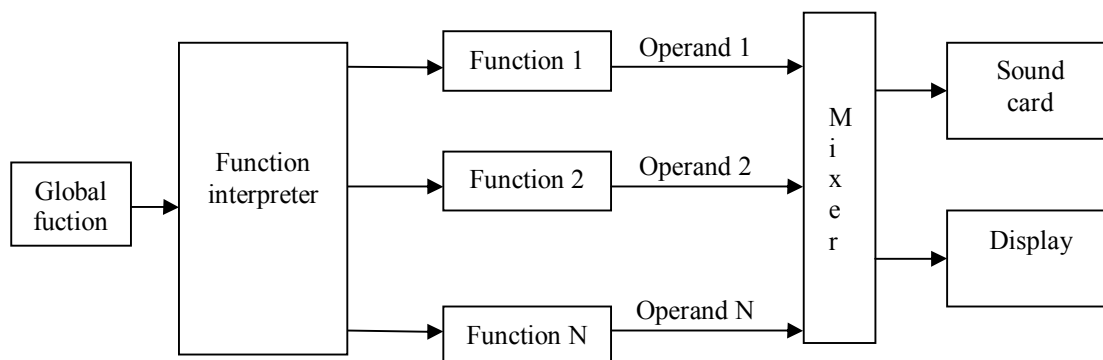 Global
fuction
Function
interpreter
Function 1
Operand 1
Function 2
Operand 2
Function N
Operand N
M
i
x
e
r
Sound
card
Display